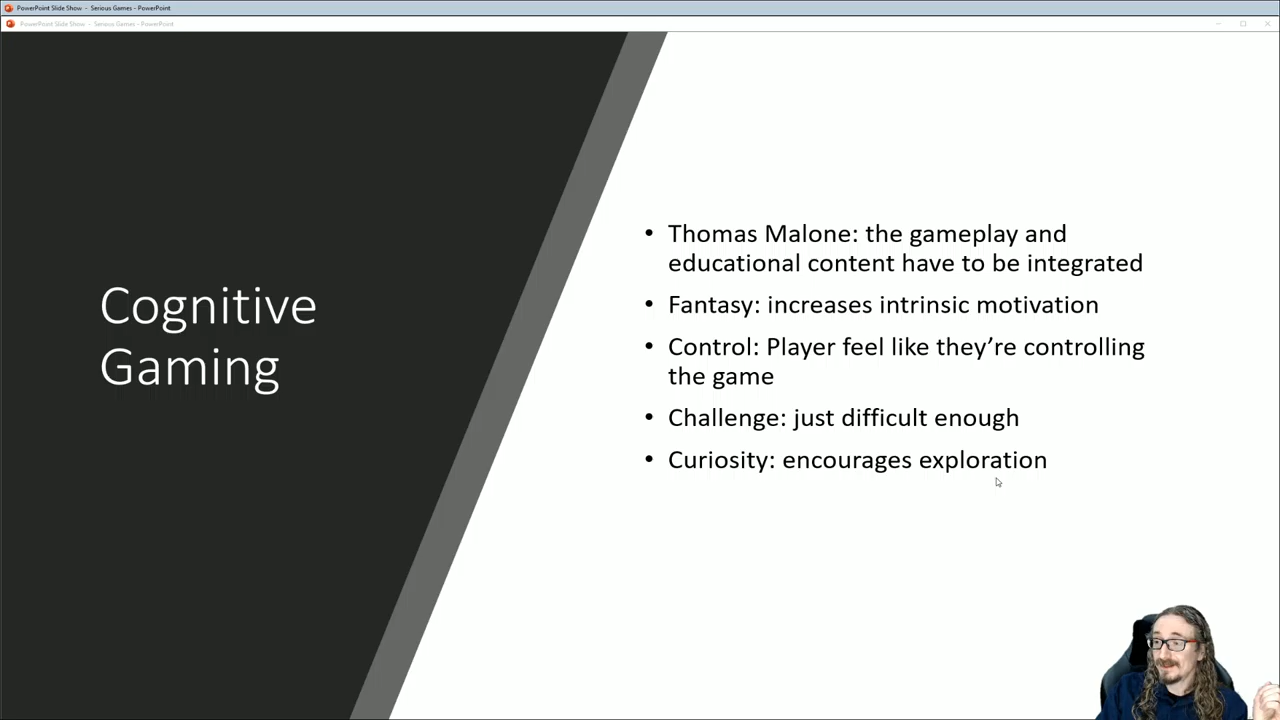 PowerPoint Slide Show - Serious Games - PowerPoint
PowerPoint Slide Show - Serious Games - PowerPoint
Cognitive
Gaming
• Thomas Malone: the gameplay and
educational content have to be integrated
• Fantasy: increases intrinsic motivation
• Control: Player feel like they’re controlling
the game
• Challenge: just difficult enough
• Curiosity: encourages exploration